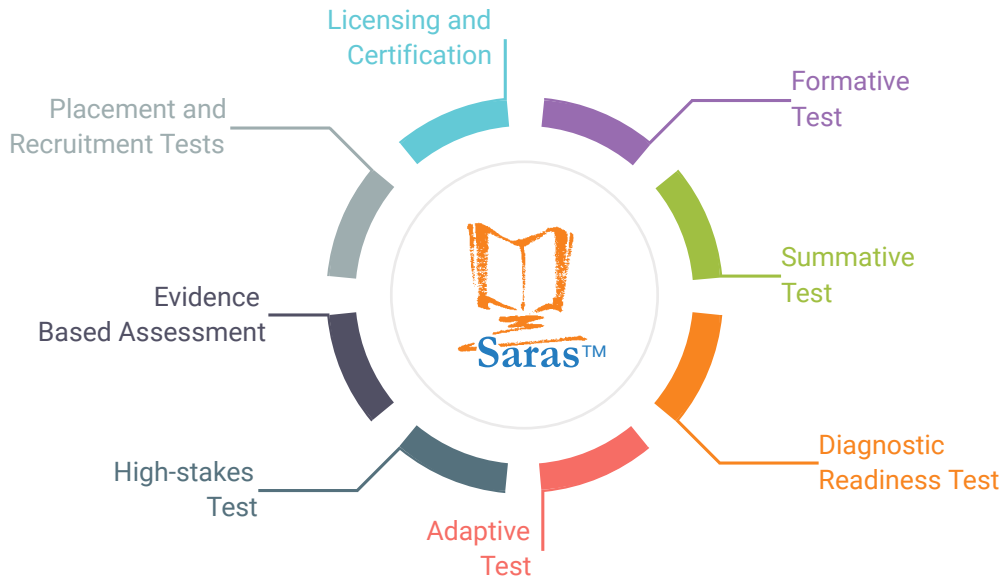 Licensing and
Certification
Formative
Test
Placement and
Recruitment Tests
Summative
Test
Evidence
Based Assessment
Saras™
Diagnostic
Readiness Test
High-stakes
Test
Adaptive
Test